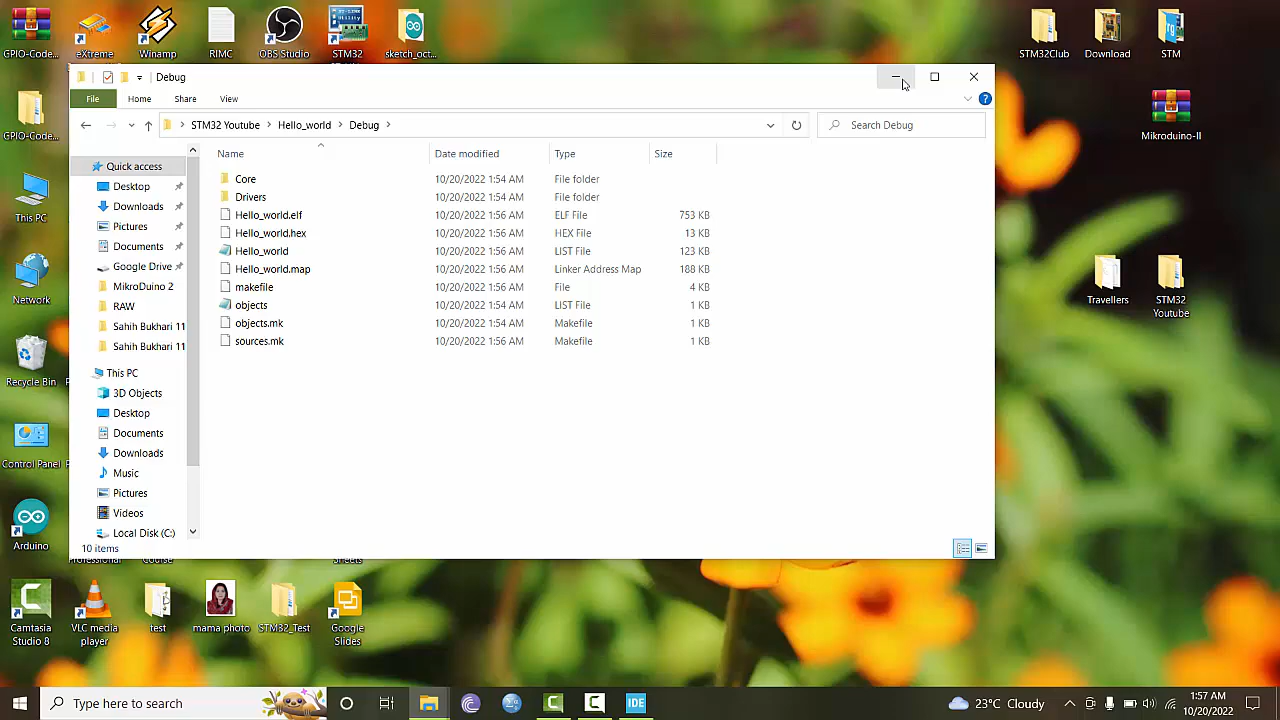 GPIO-Code...
eXtreme
Winamp
RIMC
OBS Studio
STM32
sketch_oct...
STM32Club
Download
STM
Debug
File
Home
Share
View
STM32 Youtube
Hello_world
Debug
Search Debug
GPIO-Code...
Mikroduino-II
Name
Date modified
Type
Size
Quick access
Desktop
Downloads
Pictures
Documents
Google Drive
MikroDuino 2
RAW
Sahih Bukhari 11
Sahih Bukhari 11
This PC
3D Objects
Desktop
Documents
Downloads
Music
Pictures
Videos
Local Disk (C:)
Core 10/20/2022 1:54 AM File folder
Drivers 10/20/2022 1:54 AM File folder
Hello_world.elf 10/20/2022 1:56 AM ELF File 753 KB
Hello_world.hex 10/20/2022 1:56 AM HEX File 13 KB
Hello_world 10/20/2022 1:56 AM LIST File 123 KB
Hello_world.map 10/20/2022 1:56 AM Linker Address Map 188 KB
makefile 10/20/2022 1:56 AM File 4 KB
objects 10/20/2022 1:54 AM LIST File 1 KB
objects.mk 10/20/2022 1:54 AM Makefile 1 KB
sources.mk 10/20/2022 1:56 AM Makefile 1 KB
10 items
This PC
Network
Recycle Bin
Control Panel
Arduino
Travellers
STM32
Youtube
Camtasia
Studio 8
VLC media
player
test
mama photo
STM32_Test
Google
Slides
Type here to search
IDE
23°C Cloudy
1:57 AM
10/20/2022